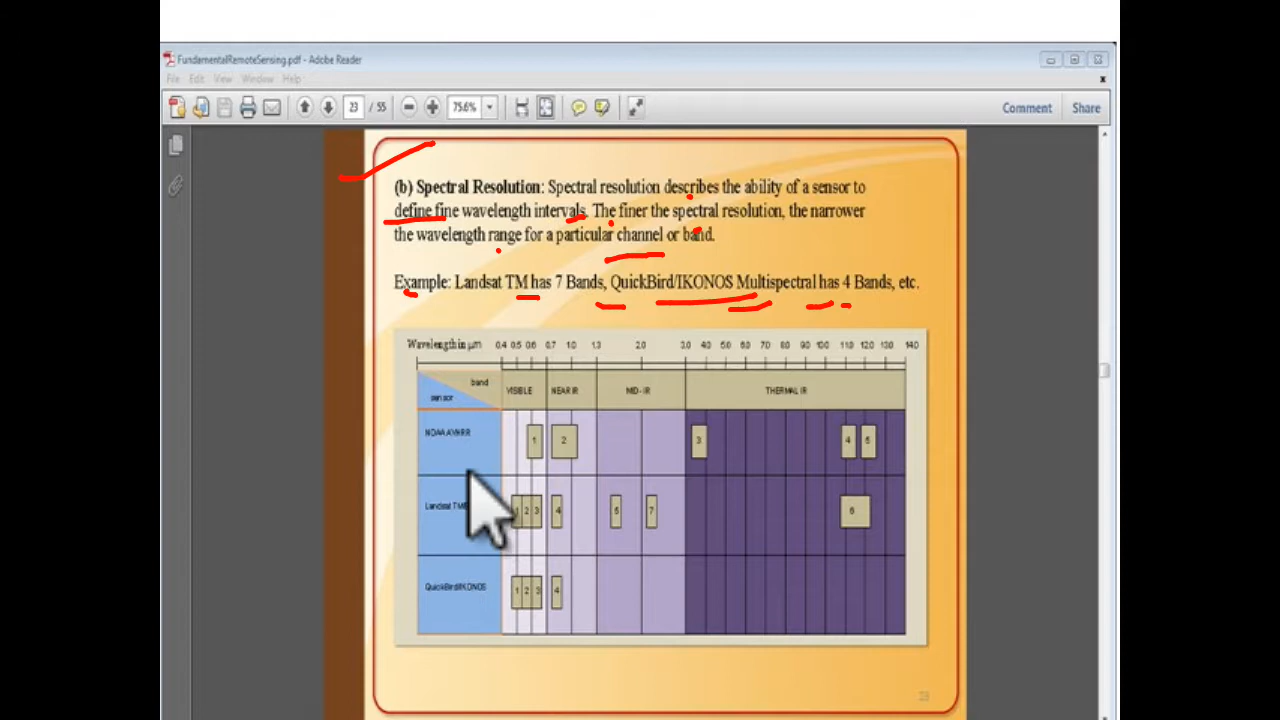 FundamentalRemoteSensing.pdf - Adobe Reader
File Edit View Window Help
23 / 55 75.6% Comment Share
(b) Spectral Resolution: Spectral resolution describes the ability of a sensor to
define fine wavelength intervals. The finer the spectral resolution, the narrower
the wavelength range for a particular channel or band.
Example: Landsat TM has 7 Bands, QuickBird/IKONOS Multispectral has 4 Bands, etc.
Wavelength in μm 0.4 0.5 0.6 0.7 1.0 1.3 2.0 3.0 4.0 5.0 6.0 7.0 8.0 9.0 10.0 11.0 12.0 13.0 14.0
band
sensor
VISIBLE NEAR IR MID- IR THERMAL IR
NOAA AVHRR 1 2 3 4 5
Landsat TM 1 2 3 4 5 7 6
QuickBird/IKONOS 1 2 3 4
23